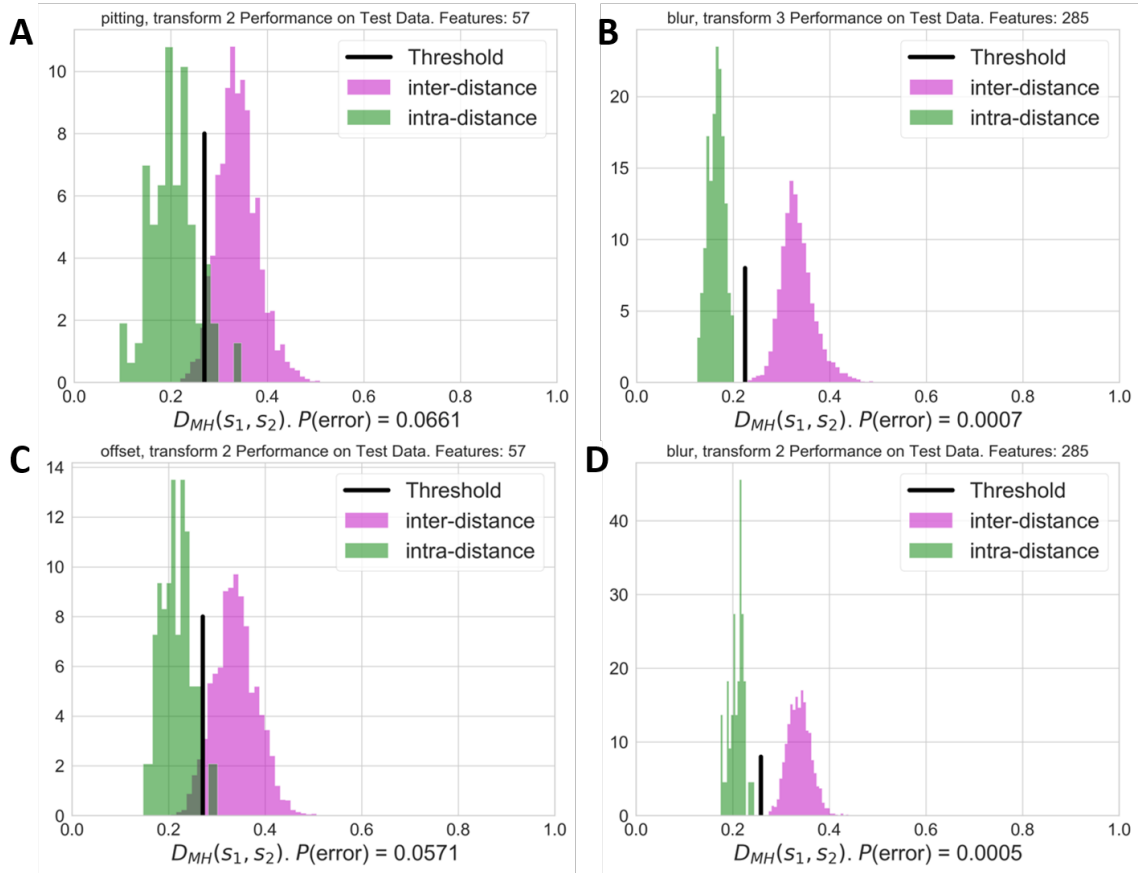 A
pitting, transform 2 Performance on Test Data. Features: 57
Threshold
inter-distance
intra-distance
10
8
6
4
2
0
0.0 0.2 0.4 0.6 0.8 1.0
D_MH(s_1, s_2). P(error) = 0.0661
B
blur, transform 3 Performance on Test Data. Features: 285
Threshold
inter-distance
intra-distance
20
15
10
5
0
0.0 0.2 0.4 0.6 0.8 1.0
D_MH(s_1, s_2). P(error) = 0.0007
C
offset, transform 2 Performance on Test Data. Features: 57
Threshold
inter-distance
intra-distance
14
12
10
8
6
4
2
0
0.0 0.2 0.4 0.6 0.8 1.0
D_MH(s_1, s_2). P(error) = 0.0571
D
blur, transform 2 Performance on Test Data. Features: 285
Threshold
inter-distance
intra-distance
40
30
20
10
0
0.0 0.2 0.4 0.6 0.8 1.0
D_MH(s_1, s_2). P(error) = 0.0005